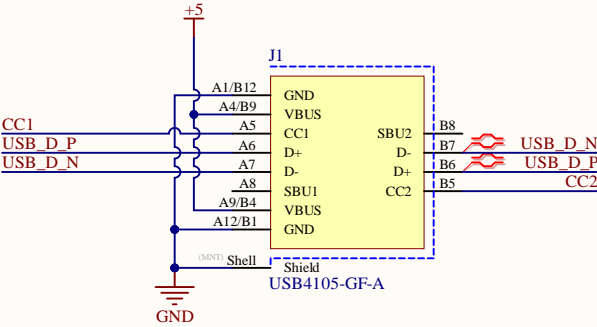 +5
J1
A1/B12 GND
A4/B9 VBUS
CC1 A5 CC1 SBU2 B8
USB_D_P A6 D+ D- B7 USB_D_N
USB_D_N A7 D- D+ B6 USB_D_P
A8 SBU1 CC2 B5 CC2
A9/B4 VBUS
A12/B1 GND
(MNT) Shell Shield
USB4105-GF-A
GND